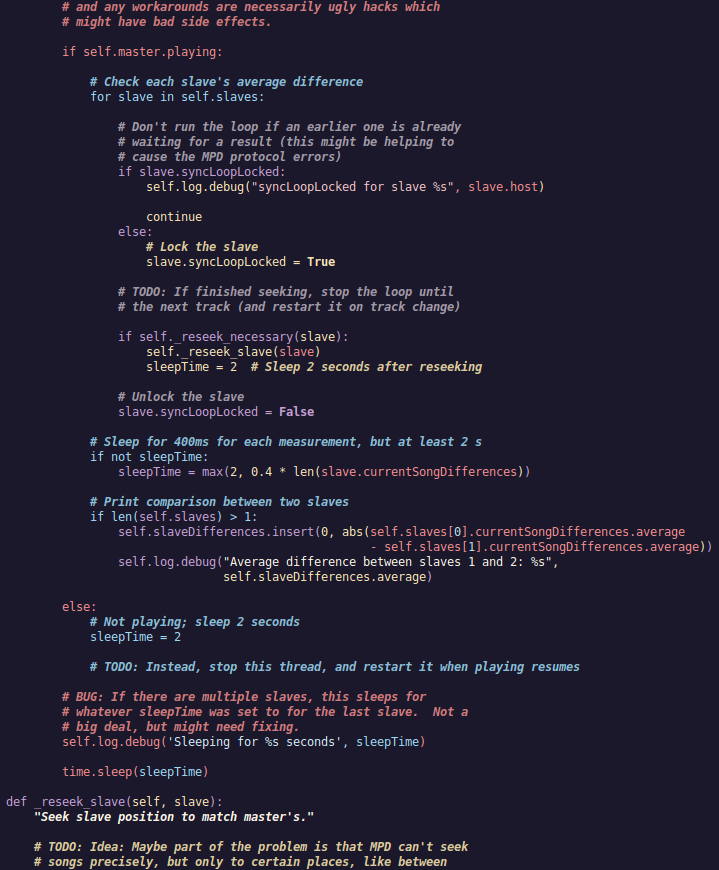 # and any workarounds are necessarily ugly hacks which
# might have bad side effects.
if self.master.playing:
# Check each slave's average difference
for slave in self.slaves:
# Don't run the loop if an earlier one is already
# waiting for a result (this might be helping to
# cause the MPD protocol errors)
if slave.syncLoopLocked:
self.log.debug("syncLoopLocked for slave %s", slave.host)
continue
else:
# Lock the slave
slave.syncLoopLocked = True
# TODO: If finished seeking, stop the loop until
# the next track (and restart it on track change)
if self._reseek_necessary(slave):
self._reseek_slave(slave)
sleepTime = 2  # Sleep 2 seconds after reseeking
# Unlock the slave
slave.syncLoopLocked = False
# Sleep for 400ms for each measurement, but at least 2 s
if not sleepTime:
sleepTime = max(2, 0.4 * len(slave.currentSongDifferences))
# Print comparison between two slaves
if len(self.slaves) > 1:
self.slaveDifferences.insert(0, abs(self.slaves[0].currentSongDifferences.average
- self.slaves[1].currentSongDifferences.average))
self.log.debug("Average difference between slaves 1 and 2: %s",
self.slaveDifferences.average)
else:
# Not playing; sleep 2 seconds
sleepTime = 2
# TODO: Instead, stop this thread, and restart it when playing resumes
# BUG: If there are multiple slaves, this sleeps for
# whatever sleepTime was set to for the last slave.  Not a
# big deal, but might need fixing.
self.log.debug('Sleeping for %s seconds', sleepTime)
time.sleep(sleepTime)
def _reseek_slave(self, slave):
"Seek slave position to match master's."
# TODO: Idea: Maybe part of the problem is that MPD can't seek
# songs precisely, but only to certain places, like between